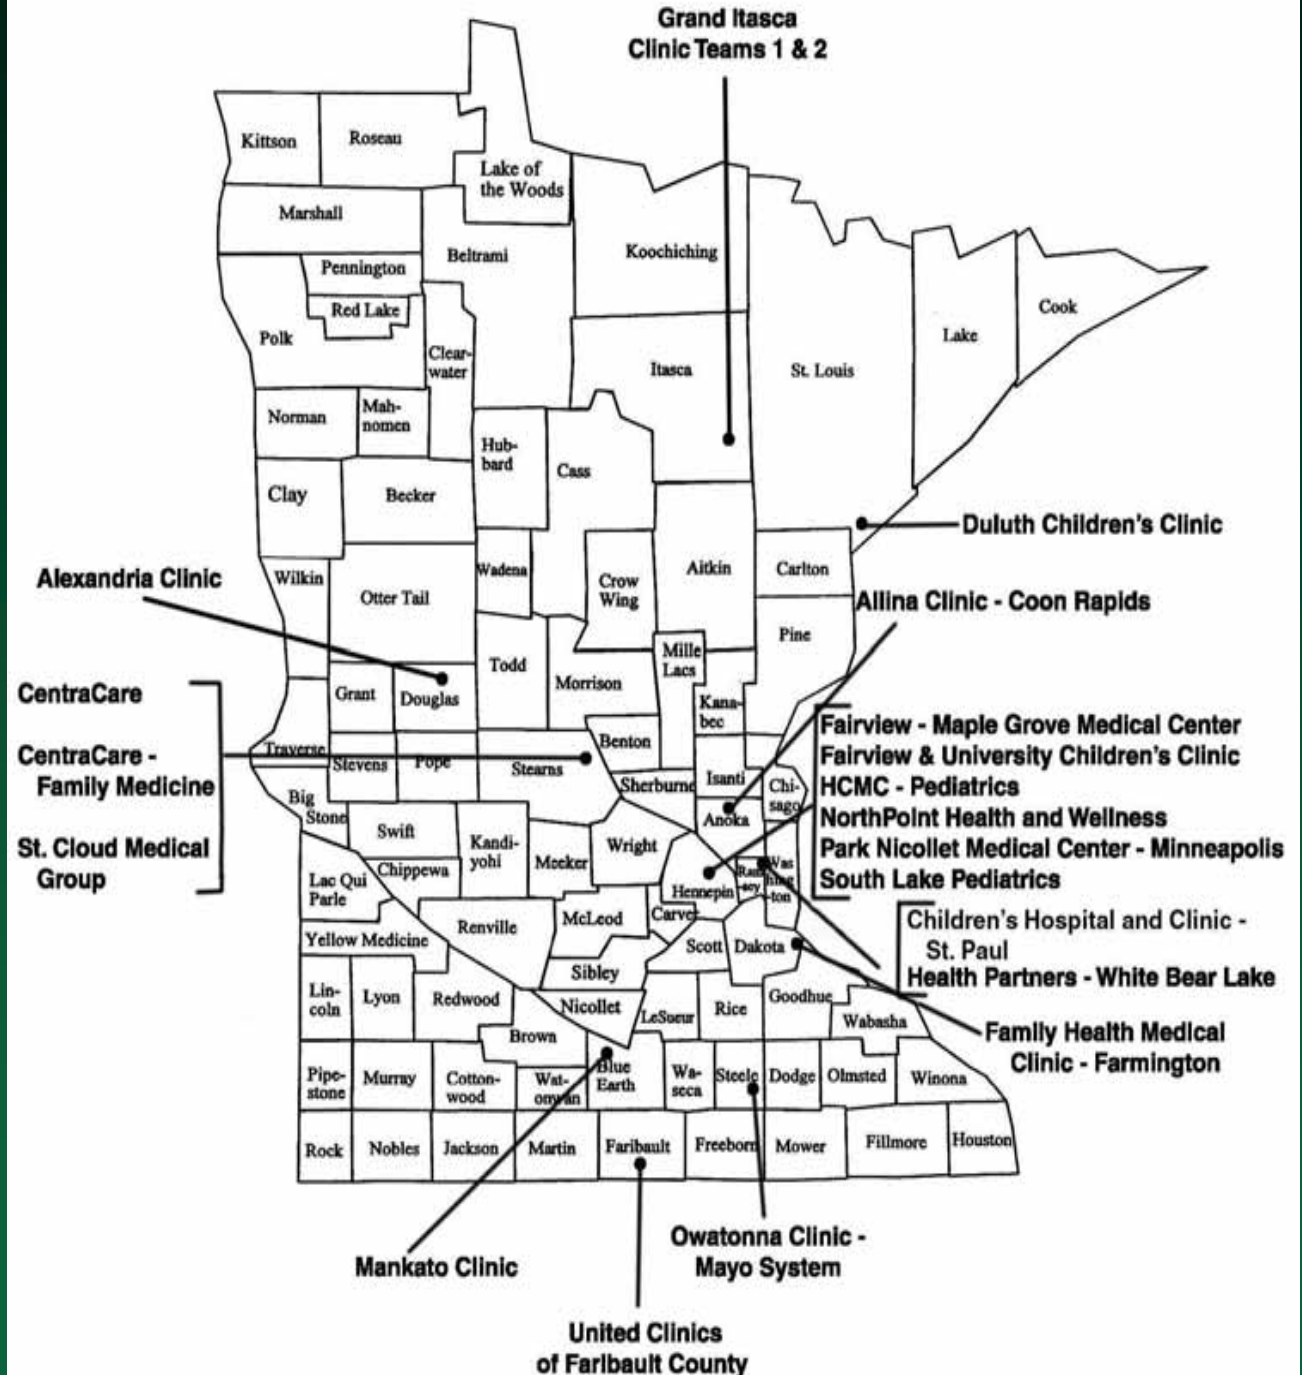 Grand Itasca
Clinic Teams 1 & 2
Kittson
Roseau
Lake of
the Woods
Marshall
Beltrami
Koochiching
Pennington
Red Lake
Polk
Clear-
water
Itasca
St. Louis
Lake
Cook
Norman
Mah-
nomen
Hub-
bard
Cass
Clay
Becker
Duluth Children's Clinic
Alexandria Clinic
Wilkin
Otter Tail
Wadena
Crow
Wing
Aitkin
Carlton
Allina Clinic - Coon Rapids
Pine
Mille
Lacs
Todd
Morrison
Grant
Douglas
Kana-
bec
CentraCare
CentraCare -
Family Medicine
St. Cloud Medical
Group
Traverse
Stevens
Pope
Stearns
Benton
Sherburne
Isanti
Chi-
sago
Anoka
Fairview - Maple Grove Medical Center
Fairview & University Children's Clinic
HCMC - Pediatrics
NorthPoint Health and Wellness
Park Nicollet Medical Center - Minneapolis
South Lake Pediatrics
Big
Stone
Swift
Kandi-
yohi
Meeker
Wright
Chippewa
Lac Qui
Parle
Hennepin
Ram
-sey
Was
hing
-ton
Renville
McLeod
Carver
Yellow Medicine
Scott
Dakota
Children's Hospital and Clinic -
St. Paul
Health Partners - White Bear Lake
Sibley
Lin-
coln
Lyon
Redwood
Nicollet
LeSueur
Rice
Goodhue
Wabasha
Family Health Medical
Clinic - Farmington
Brown
Pipe-
stone
Murray
Cotton-
wood
Wat-
onwan
Blue
Earth
Wa-
seca
Steele
Dodge
Olmsted
Winona
Rock
Nobles
Jackson
Martin
Faribault
Freeborn
Mower
Fillmore
Houston
Mankato Clinic
Owatonna Clinic -
Mayo System
United Clinics
of Faribault County